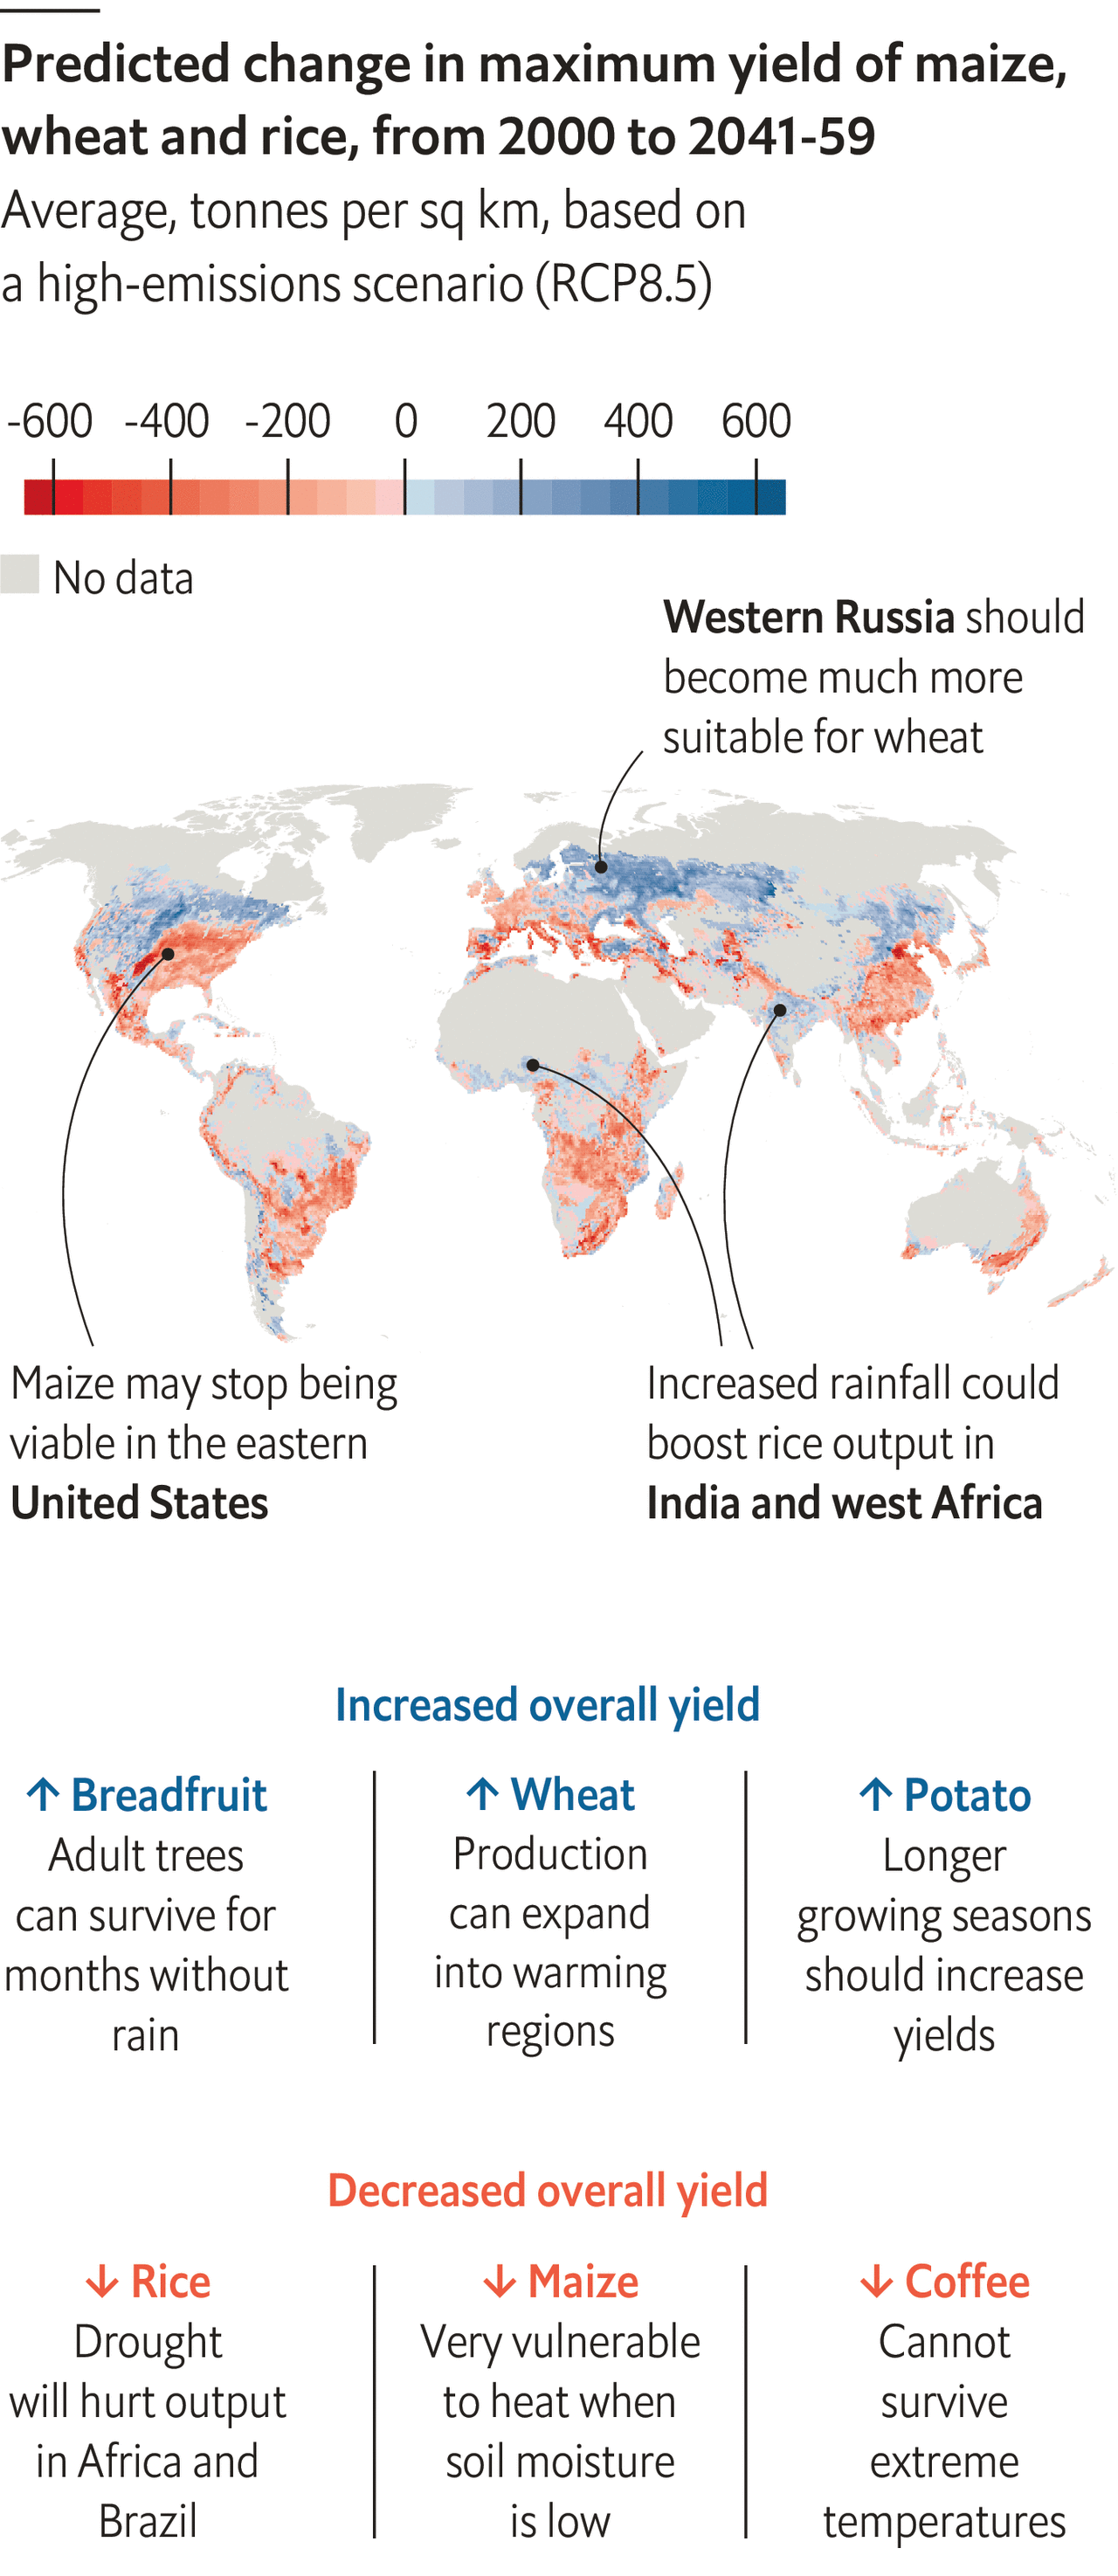 Predicted change in maximum yield of maize,
wheat and rice, from 2000 to 2041-59
Average, tonnes per sq km, based on
a high-emissions scenario (RCP8.5)
-600 -400 -200 0 200 400 600
No data
Western Russia should
become much more
suitable for wheat
Maize may stop being
viable in the eastern
United States
Increased rainfall could
boost rice output in
India and west Africa
Increased overall yield
↑ Breadfruit
Adult trees
can survive for
months without
rain
↑ Wheat
Production
can expand
into warming
regions
↑ Potato
Longer
growing seasons
should increase
yields
Decreased overall yield
↓ Rice
Drought
will hurt output
in Africa and
Brazil
↓ Maize
Very vulnerable
to heat when
soil moisture
is low
↓ Coffee
Cannot
survive
extreme
temperatures